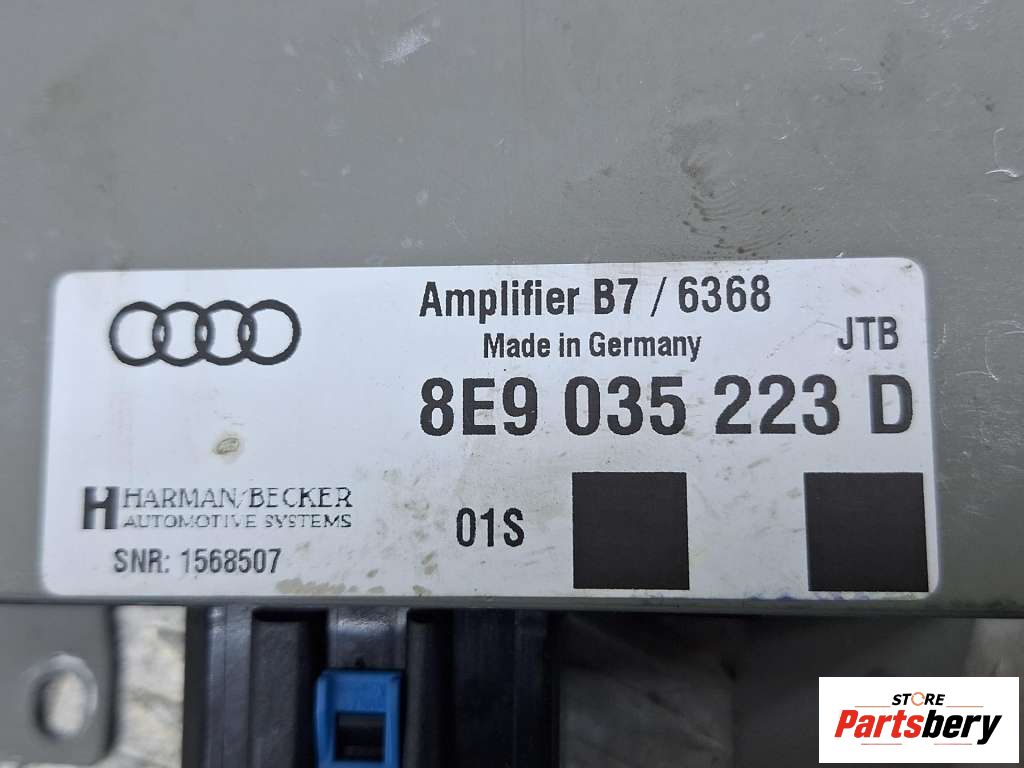 Amplifier B7 / 6368
Made in Germany
JTB
8E9 035 223 D
HARMAN/BECKER
AUTOMOTIVE SYSTEMS
01S
SNR: 1568507
STORE
Partsbery